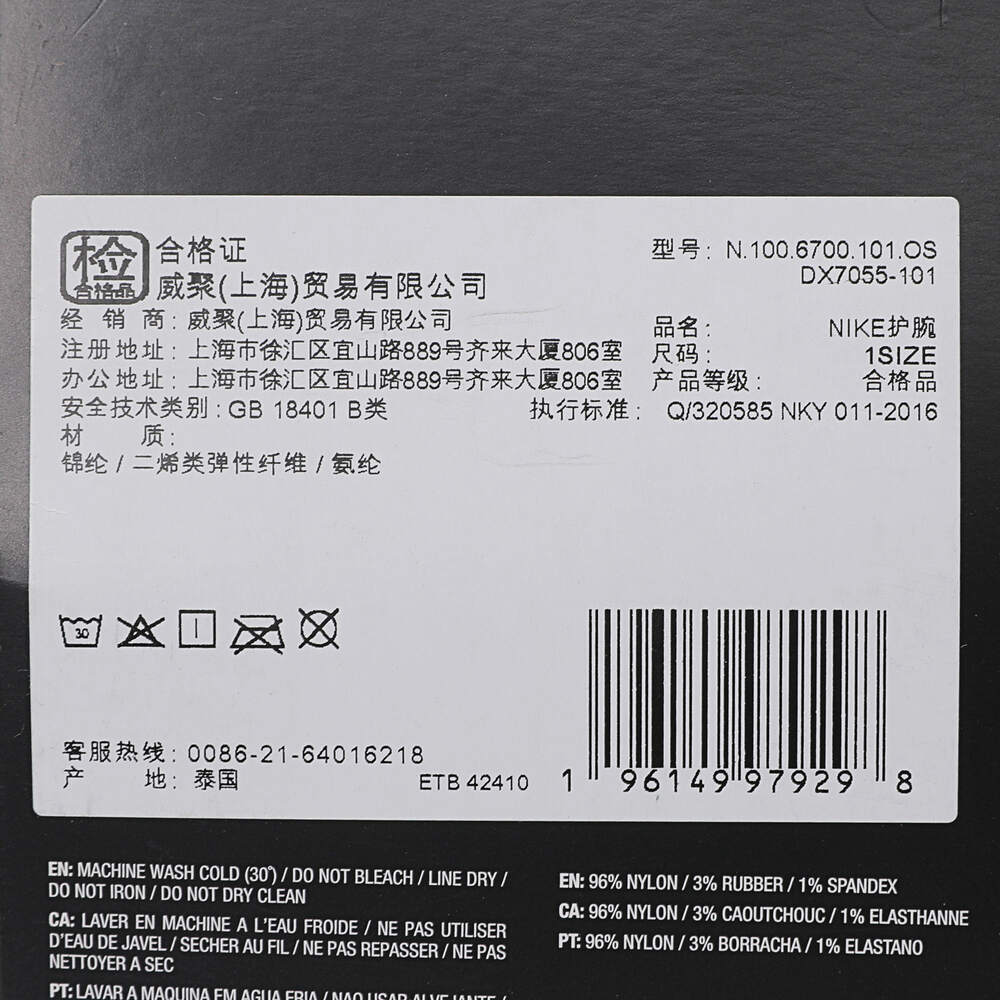 检
合格品
合格证
威聚(上海)贸易有限公司
经 销 商: 威聚(上海)贸易有限公司
注册地址: 上海市徐汇区宜山路889号齐来大厦806室
办公地址: 上海市徐汇区宜山路889号齐来大厦806室
安全技术类别: GB 18401 B类
材 质:
锦纶 / 二烯类弹性纤维 / 氨纶
型号: N.100.6700.101.OS
DX7055-101
品名: NIKE护腕
尺码: 1SIZE
产品等级: 合格品
执行标准: Q/320585 NKY 011-2016
30
客服热线: 0086-21-64016218
产 地: 泰国
ETB 42410
1 96149 97929 8
EN: MACHINE WASH COLD (30°) / DO NOT BLEACH / LINE DRY /
DO NOT IRON / DO NOT DRY CLEAN
CA: LAVER EN MACHINE A L'EAU FROIDE / NE PAS UTILISER
D'EAU DE JAVEL / SECHER AU FIL / NE PAS REPASSER / NE PAS
NETTOYER A SEC
PT: LAVAR A MAQUINA EM AGUA FRIA / NAO USAR ALVEJANTE /
EN: 96% NYLON / 3% RUBBER / 1% SPANDEX
CA: 96% NYLON / 3% CAOUTCHOUC / 1% ELASTHANNE
PT: 96% NYLON / 3% BORRACHA / 1% ELASTANO